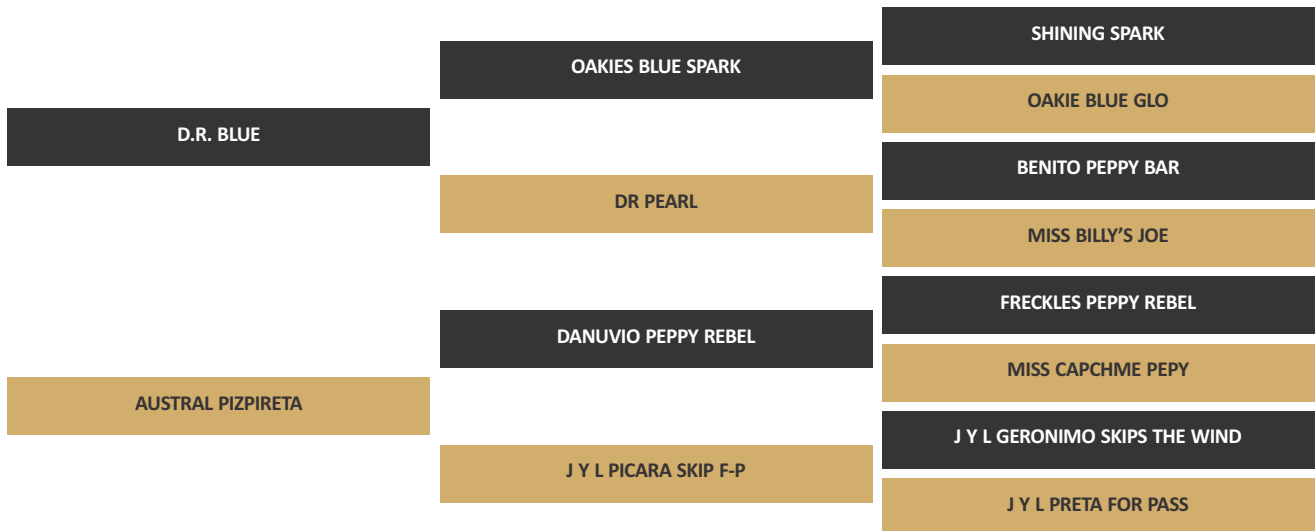 SHINING SPARK
OAKIES BLUE SPARK
OAKIE BLUE GLO
D.R. BLUE
BENITO PEPPY BAR
DR PEARL
MISS BILLY’S JOE
FRECKLES PEPPY REBEL
DANUVIO PEPPY REBEL
MISS CAPCHME PEPY
AUSTRAL PIZPIRETA
J Y L GERONIMO SKIPS THE WIND
J Y L PICARA SKIP F-P
J Y L PRETA FOR PASS